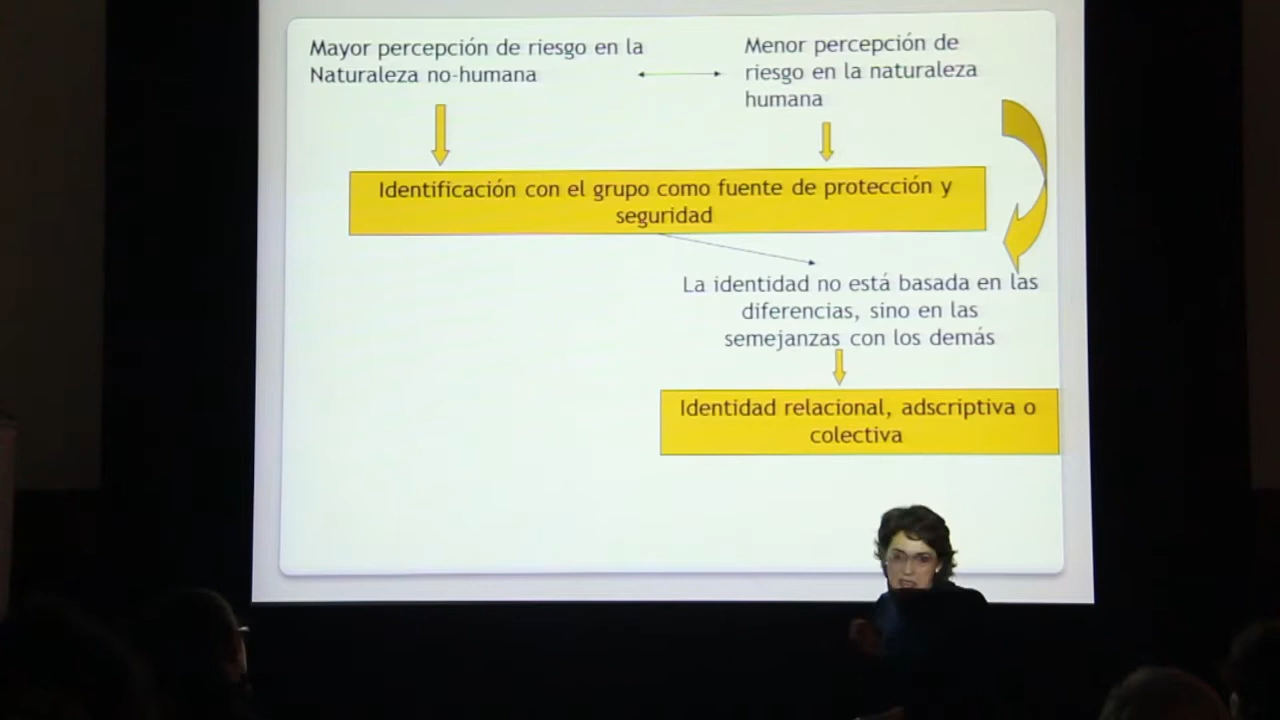 Mayor percepción de riesgo en la
Naturaleza no-humana
Menor percepción de
riesgo en la naturaleza
humana
Identificación con el grupo como fuente de protección y
seguridad
La identidad no está basada en las
diferencias, sino en las
semejanzas con los demás
Identidad relacional, adscriptiva o
colectiva